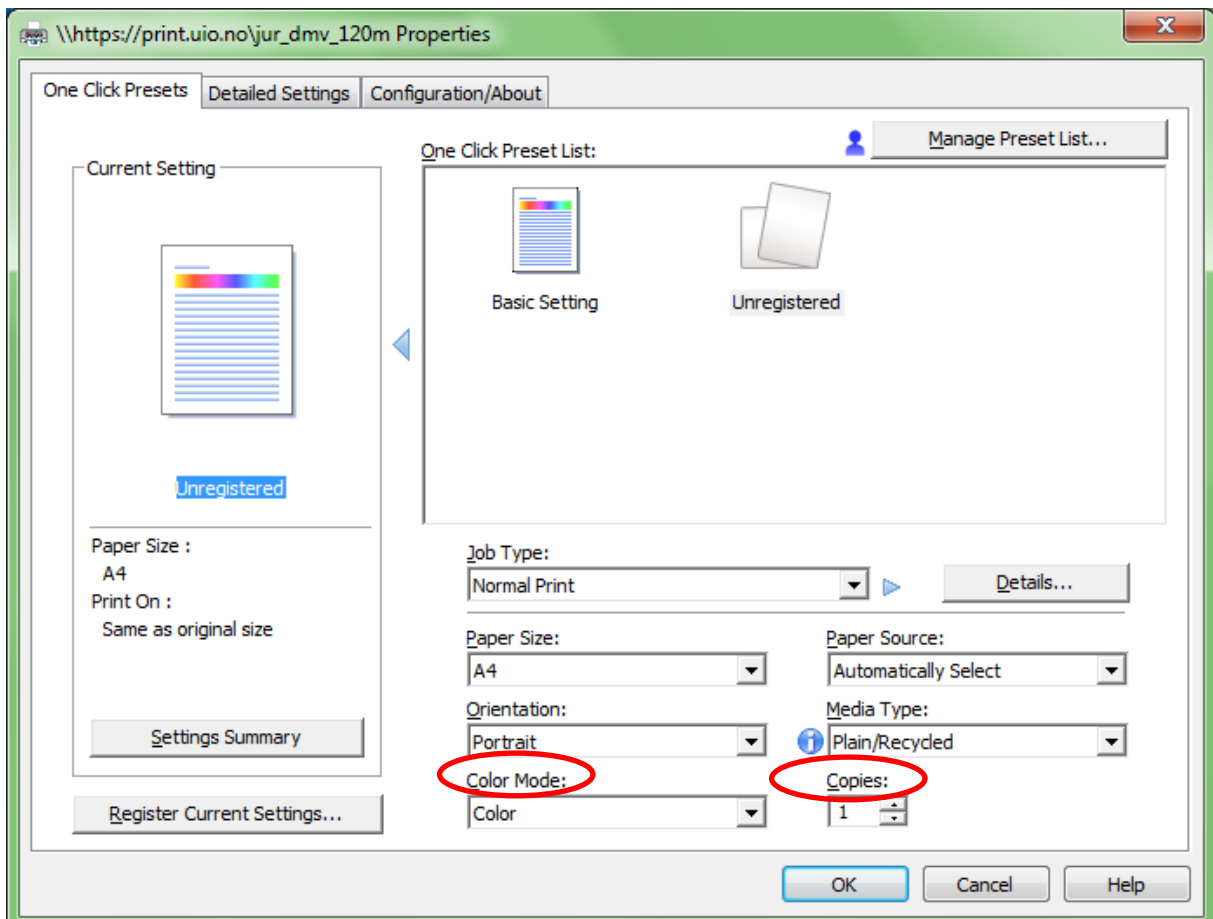 \\https://print.uio.no\jur_dmv_120m Properties
One Click Presets
Detailed Settings
Configuration/About
Current Setting
Unregistered
Paper Size :
A4
Print On :
Same as original size
Settings Summary
Register Current Settings...
One Click Preset List:
Manage Preset List...
Basic Setting
Unregistered
Job Type:
Normal Print
Details...
Paper Size:
A4
Paper Source:
Automatically Select
Orientation:
Portrait
Media Type:
Plain/Recycled
Color Mode:
Color
Copies:
1
OK
Cancel
Help